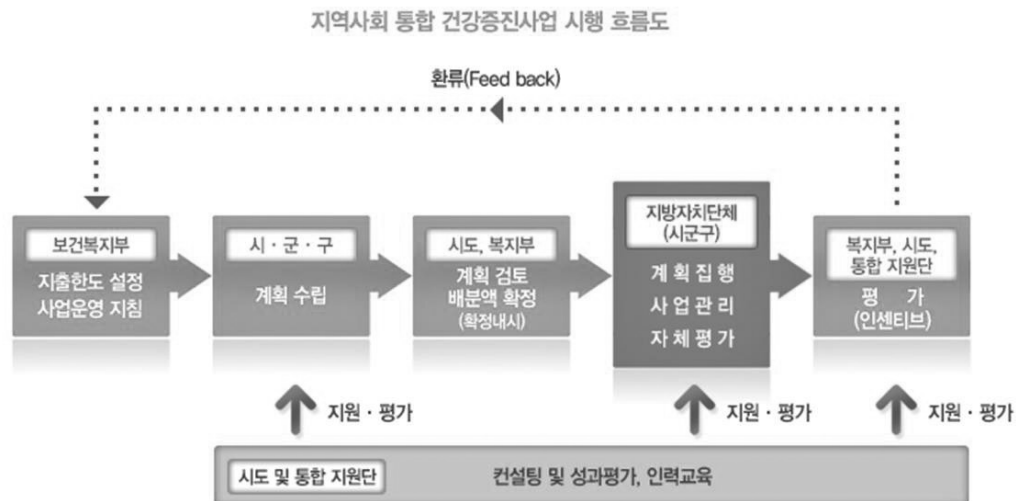 지역사회 통합 건강증진사업 시행 흐름도
환류(Feed back)
보건복지부
지출한도 설정
사업운영 지침
시·군·구
계획 수립
시도, 복지부
계획 검토
배분액 확정
(확정내시)
지방자치단체
(시군구)
계획집행
사업관리
자체평가
복지부, 시도,
통합 지원단
평 가
(인센티브)
지원·평가
지원·평가
지원·평가
시도 및 통합 지원단
컨설팅 및 성과평가, 인력교육